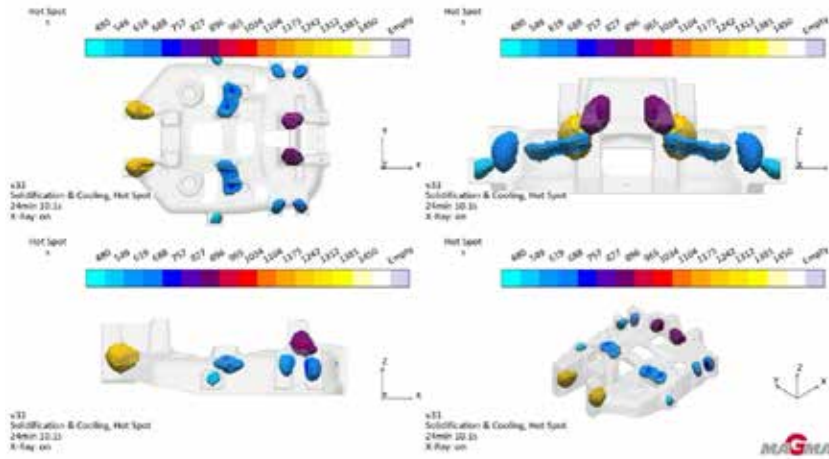 Hot Spot
s
480 549 619 688 757 827 896 965 1034 1104 1173 1242 1312 1381 1450 Empty
Y
Z X
v33
Solidification & Cooling, Hot Spot
24min 10.1s
X-Ray: on
Hot Spot
s
480 549 619 688 757 827 896 965 1034 1104 1173 1242 1312 1381 1450 Empty
Z
X
v33
Solidification & Cooling, Hot Spot
24min 10.1s
X-Ray: on
Hot Spot
s
480 549 619 688 757 827 896 965 1034 1104 1173 1242 1312 1381 1450 Empty
Z
X
v33
Solidification & Cooling, Hot Spot
24min 10.1s
X-Ray: on
Hot Spot
s
480 549 619 688 757 827 896 965 1034 1104 1173 1242 1312 1381 1450 Empty
Z
Y X
v33
Solidification & Cooling, Hot Spot
24min 10.1s
X-Ray: on
MAGMA